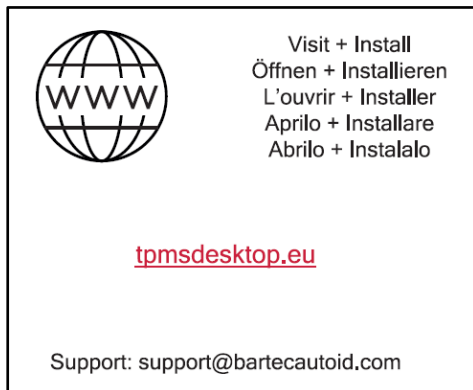 WWW
Visit + Install
Öffnen + Installieren
L'ouvrir + Installer
Aprilo + Installare
Abrilo + Instalalo
tpmsdesktop.eu
Support: support@bartecautoid.com